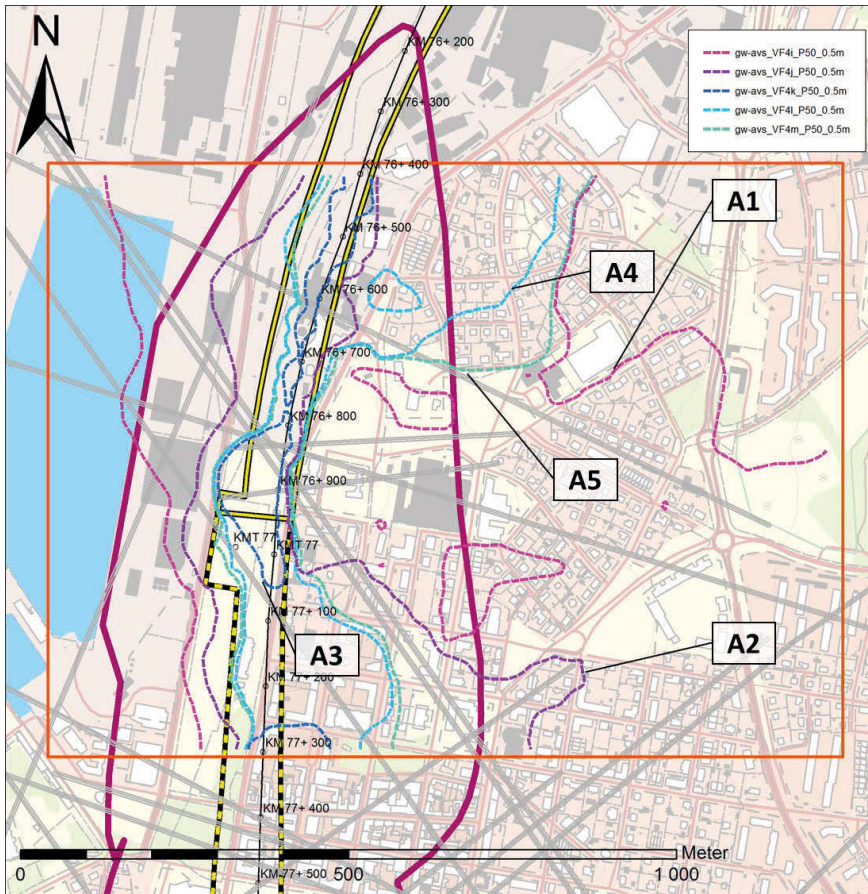 N
gw-avs_VF4i_P50_0.5m
gw-avs_VF4j_P50_0.5m
gw-avs_VF4k_P50_0.5m
gw-avs_VF4l_P50_0.5m
gw-avs_VF4m_P50_0.5m
KM 76+ 200
KM 76+ 300
KM 76+ 400
A1
KM 76+ 500
A4
KM 76+ 600
KM 76+ 700
KM 76+ 800
A5
KM 76+ 900
KMT 77
KMT 77
KM 77+ 100
A3
A2
KM 77+ 200
KM 77+ 300
KM 77+ 400
0 500 1 000 Meter
KM 77+ 500